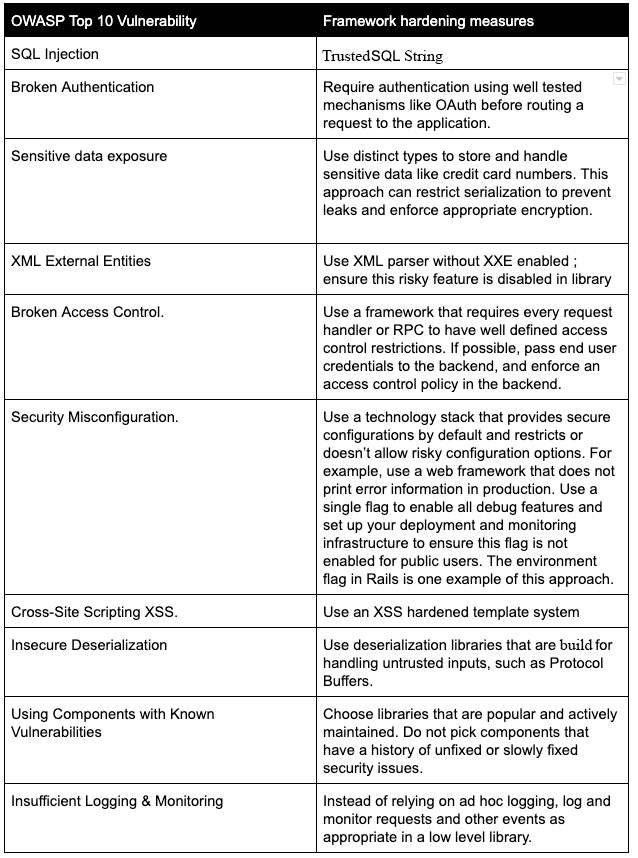 OWASP Top 10 Vulnerability
Framework hardening measures
SQL Injection
TrustedSQL String
Broken Authentication
Require authentication using well tested
mechanisms like OAuth before routing a
request to the application.
Sensitive data exposure
Use distinct types to store and handle
sensitive data like credit card numbers. This
approach can restrict serialization to prevent
leaks and enforce appropriate encryption.
XML External Entities
Use XML parser without XXE enabled ;
ensure this risky feature is disabled in library
Broken Access Control.
Use a framework that requires every request
handler or RPC to have well defined access
control restrictions. If possible, pass end user
credentials to the backend, and enforce an
access control policy in the backend.
Security Misconfiguration.
Use a technology stack that provides secure
configurations by default and restricts or
doesn't allow risky configuration options. For
example, use a web framework that does not
print error information in production. Use a
single flag to enable all debug features and
set up your deployment and monitoring
infrastructure to ensure this flag is not
enabled for public users. The environment
flag in Rails is one example of this approach.
Cross-Site Scripting XSS.
Use an XSS hardened template system
Insecure Deserialization
Use deserialization libraries that are build for
handling untrusted inputs, such as Protocol
Buffers.
Using Components with Known
Vulnerabilities
Choose libraries that are popular and actively
maintained. Do not pick components that
have a history of unfixed or slowly fixed
security issues.
Insufficient Logging & Monitoring
Instead of relying on ad hoc logging, log and
monitor requests and other events as
appropriate in a low level library.